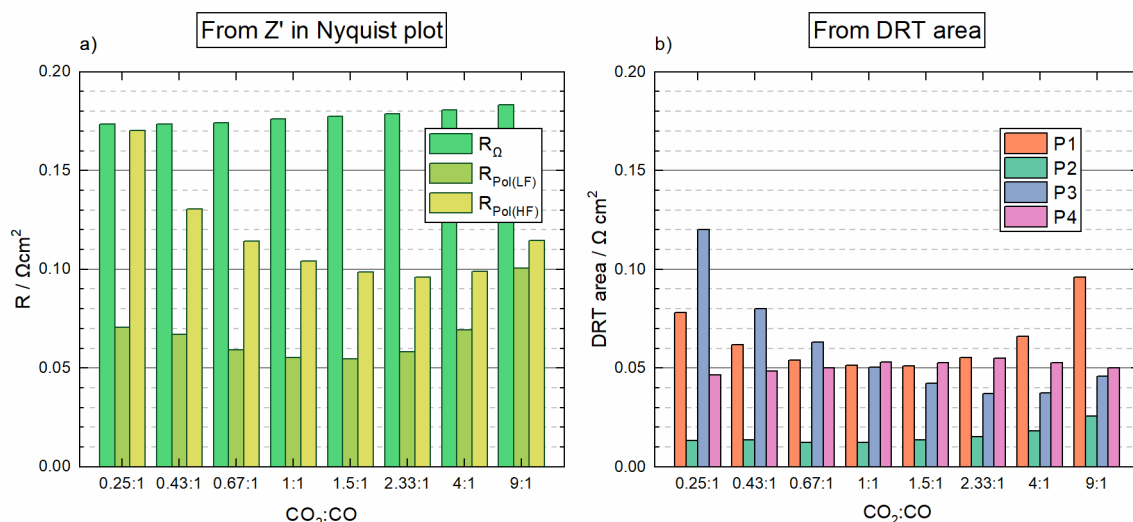 From Z' in Nyquist plot
a)
0.20
0.15
0.10
0.05
0.00
R / Ωcm²
R_Ω
R_Pol(LF)
R_Pol(HF)
0.25:1 0.43:1 0.67:1 1:1 1.5:1 2.33:1 4:1 9:1
CO₂:CO
From DRT area
b)
0.20
0.15
0.10
0.05
0.00
DRT area / Ω cm²
P1
P2
P3
P4
0.25:1 0.43:1 0.67:1 1:1 1.5:1 2.33:1 4:1 9:1
CO₂:CO